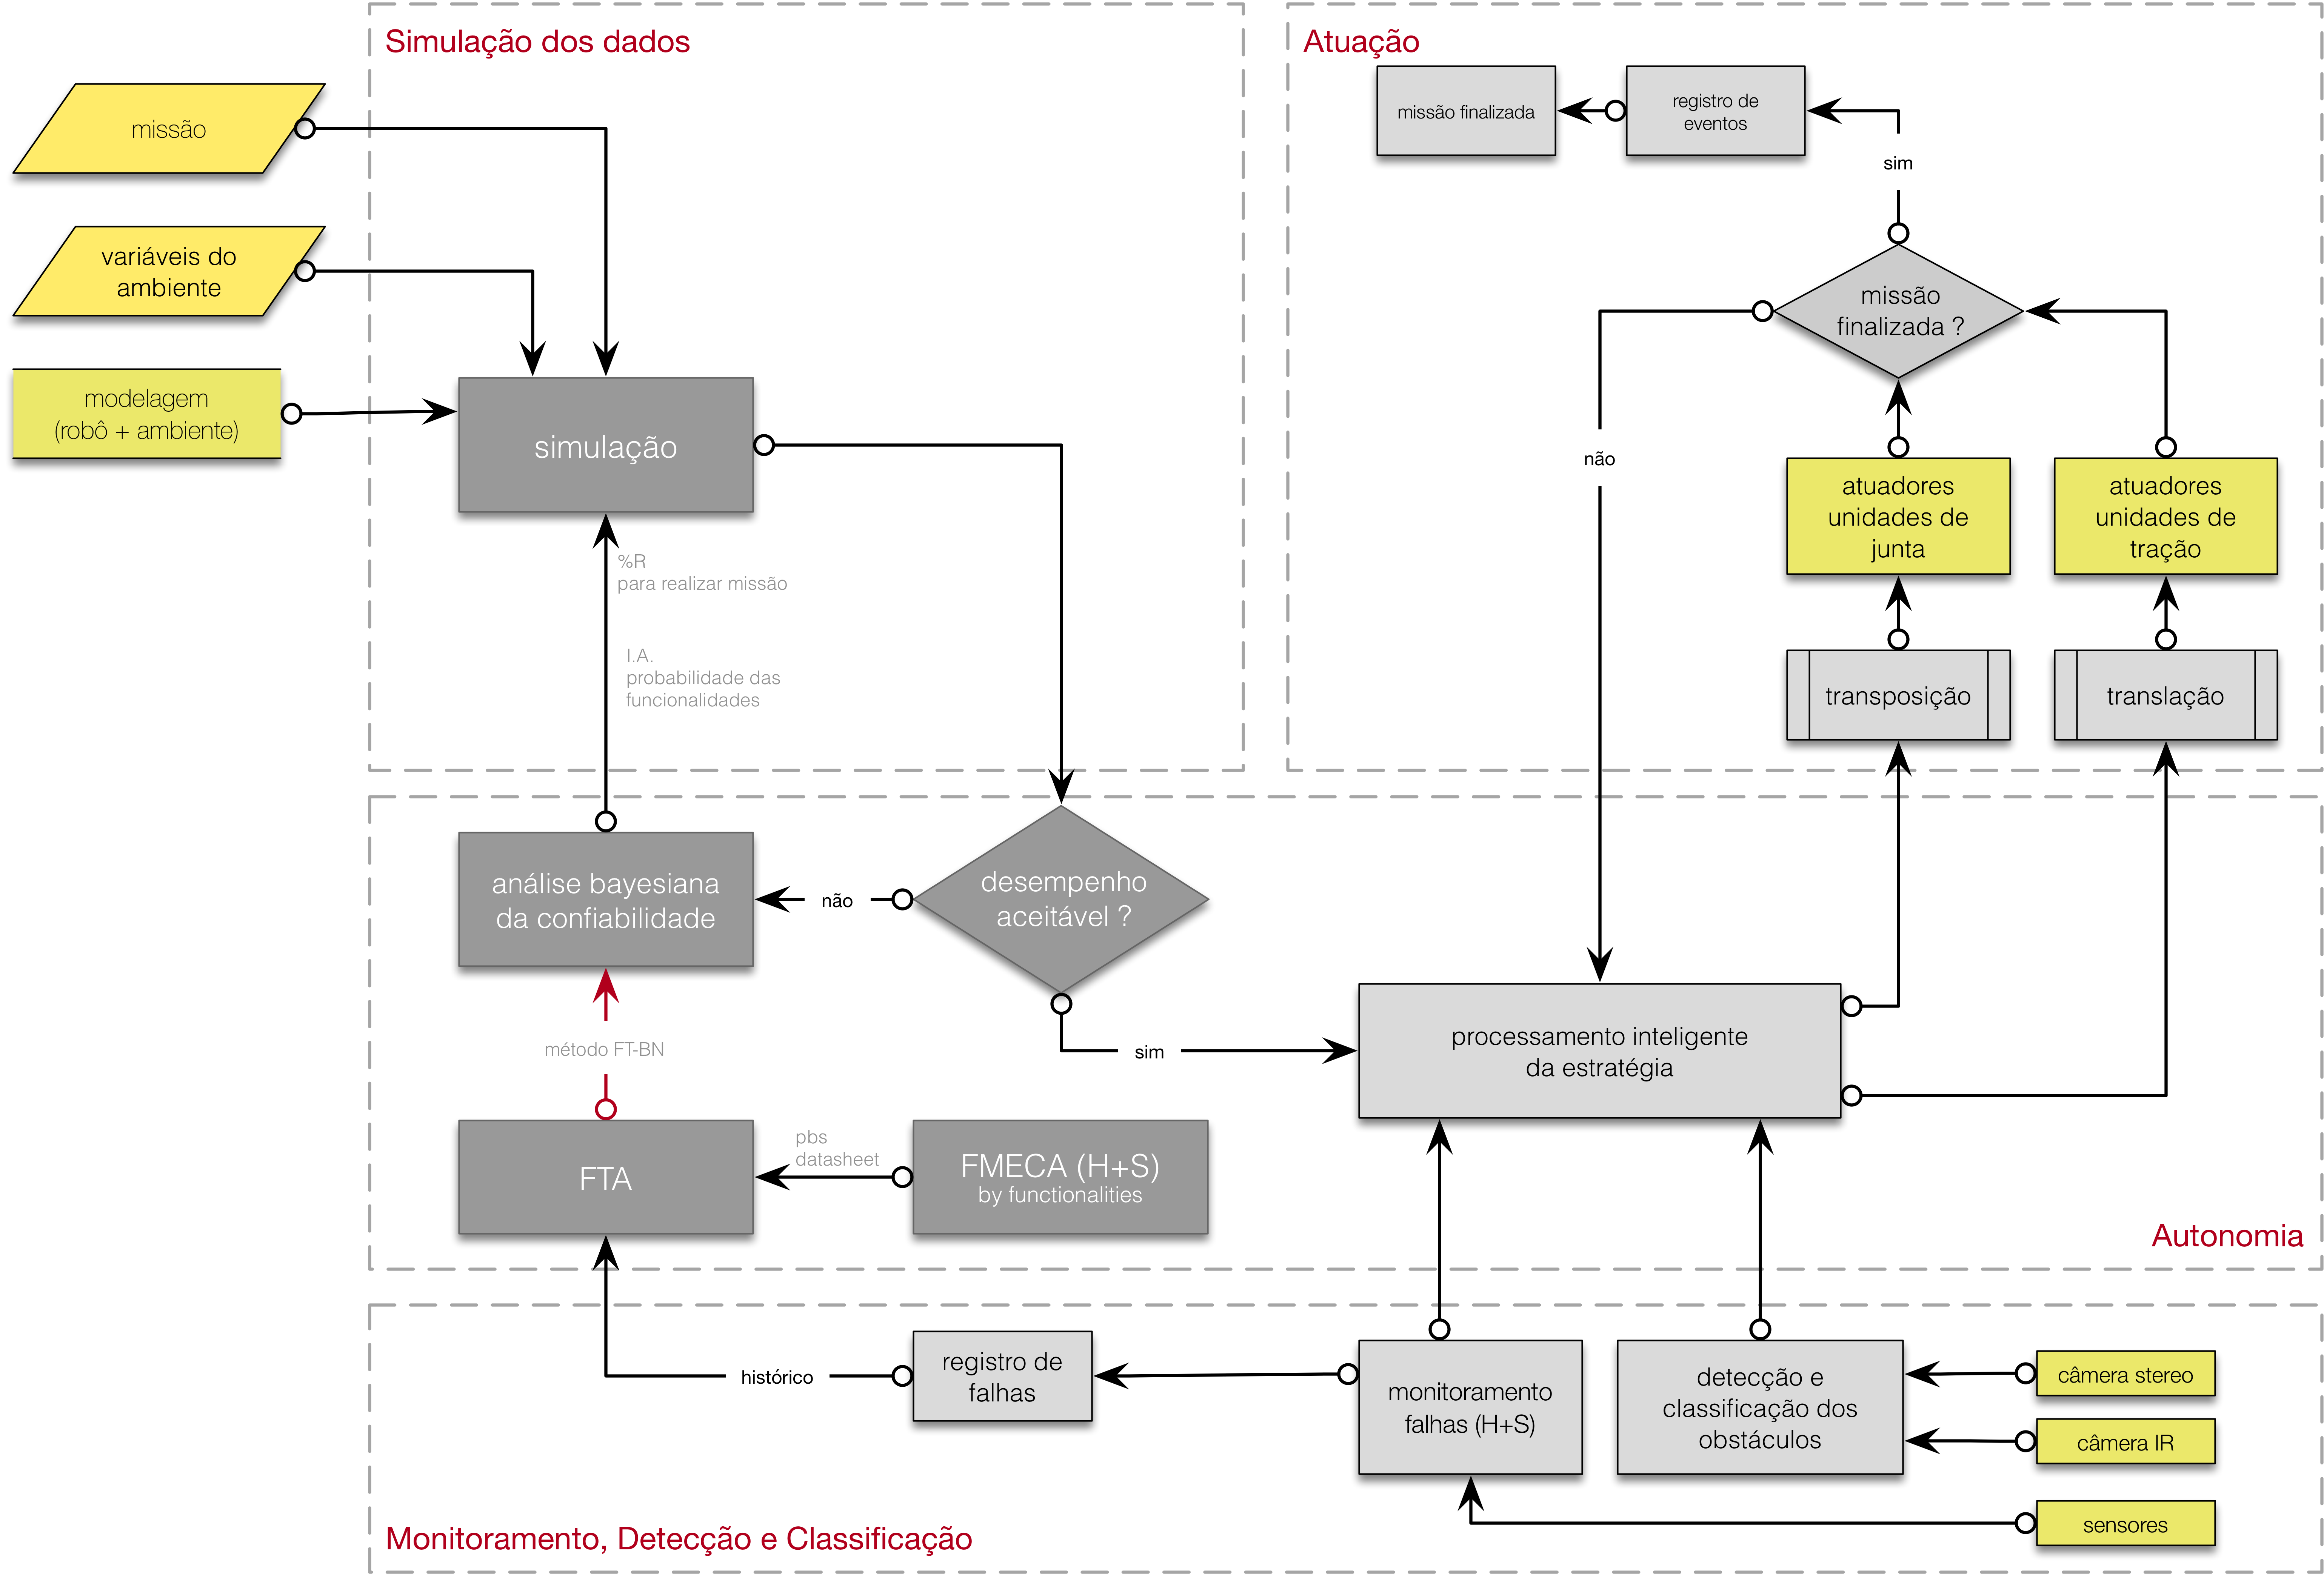 Simulação dos dados
missão
variáveis do
ambiente
modelagem
(robô + ambiente)
simulação
%R
para realizar missão
I.A.
probabilidade das
funcionalidades
Atuação
missão finalizada
registro de
eventos
sim
missão
finalizada ?
não
atuadores
unidades de
junta
atuadores
unidades de
tração
transposição
translação
análise bayesiana
da confiabilidade
não
desempenho
aceitável ?
sim
método FT-BN
FTA
pbs
datasheet
FMECA (H+S)
by functionalities
processamento inteligente
da estratégia
Autonomia
histórico
registro de
falhas
monitoramento
falhas (H+S)
detecção e
classificação dos
obstáculos
câmera stereo
câmera IR
sensores
Monitoramento, Detecção e Classificação